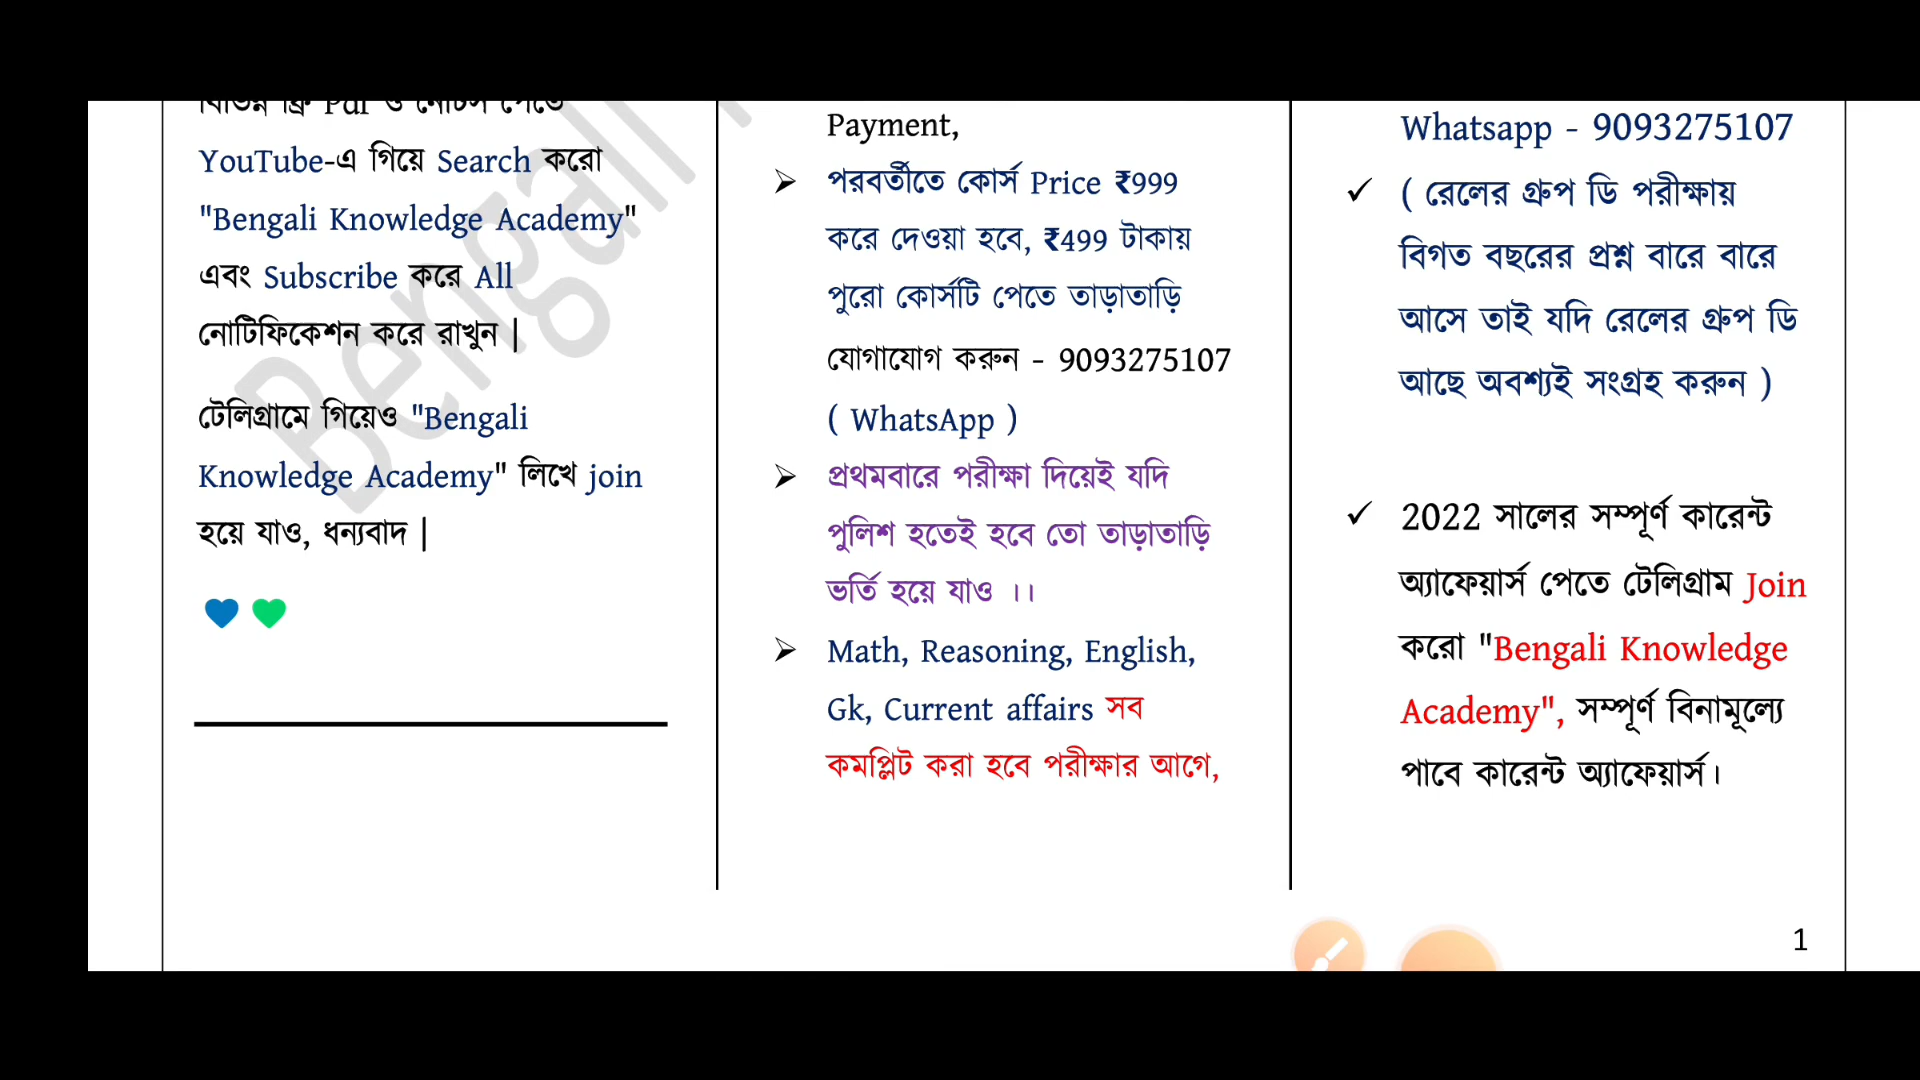 বিভিন্ন ফ্রি Pdf ও নোটস পেতে
YouTube-এ গিয়ে Search করো
"Bengali Knowledge Academy"
এবং Subscribe করে All
নোটিফিকেশন করে রাখুন |
টেলিগ্রামে গিয়েও "Bengali
Knowledge Academy" লিখে join
হয়ে যাও, ধন্যবাদ |
Payment,
➢ পরবর্তীতে কোর্স Price ₹999
করে দেওয়া হবে, ₹499 টাকায়
পুরো কোর্সটি পেতে তাড়াতাড়ি
যোগাযোগ করুন - 9093275107
( WhatsApp )
➢ প্রথমবারে পরীক্ষা দিয়েই যদি
পুলিশ হতেই হবে তো তাড়াতাড়ি
ভর্তি হয়ে যাও ।।
➢ Math, Reasoning, English,
Gk, Current affairs সব
কমপ্লিট করা হবে পরীক্ষার আগে,
Whatsapp - 9093275107
✓ ( রেলের গ্রুপ ডি পরীক্ষায়
বিগত বছরের প্রশ্ন বারে বারে
আসে তাই যদি রেলের গ্রুপ ডি
আছে অবশ্যই সংগ্রহ করুন )
✓ 2022 সালের সম্পূর্ণ কারেন্ট
অ্যাফেয়ার্স পেতে টেলিগ্রাম Join
করো "Bengali Knowledge
Academy", সম্পূর্ণ বিনামূল্যে
পাবে কারেন্ট অ্যাফেয়ার্স।
1
Bengali